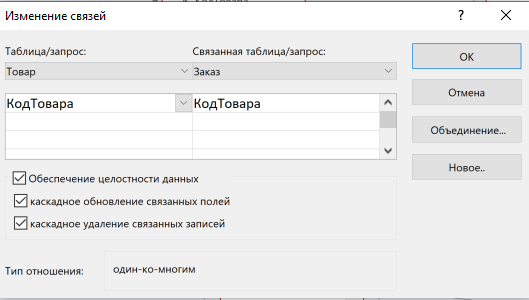 Изменение связей ? ×
Таблица/запрос: Связанная таблица/запрос:
Товар Заказ
ОК
КодТовара КодТовара
Отмена
Объединение...
Новое..
Обеспечение целостности данных
каскадное обновление связанных полей
каскадное удаление связанных записей
Тип отношения: один-ко-многим